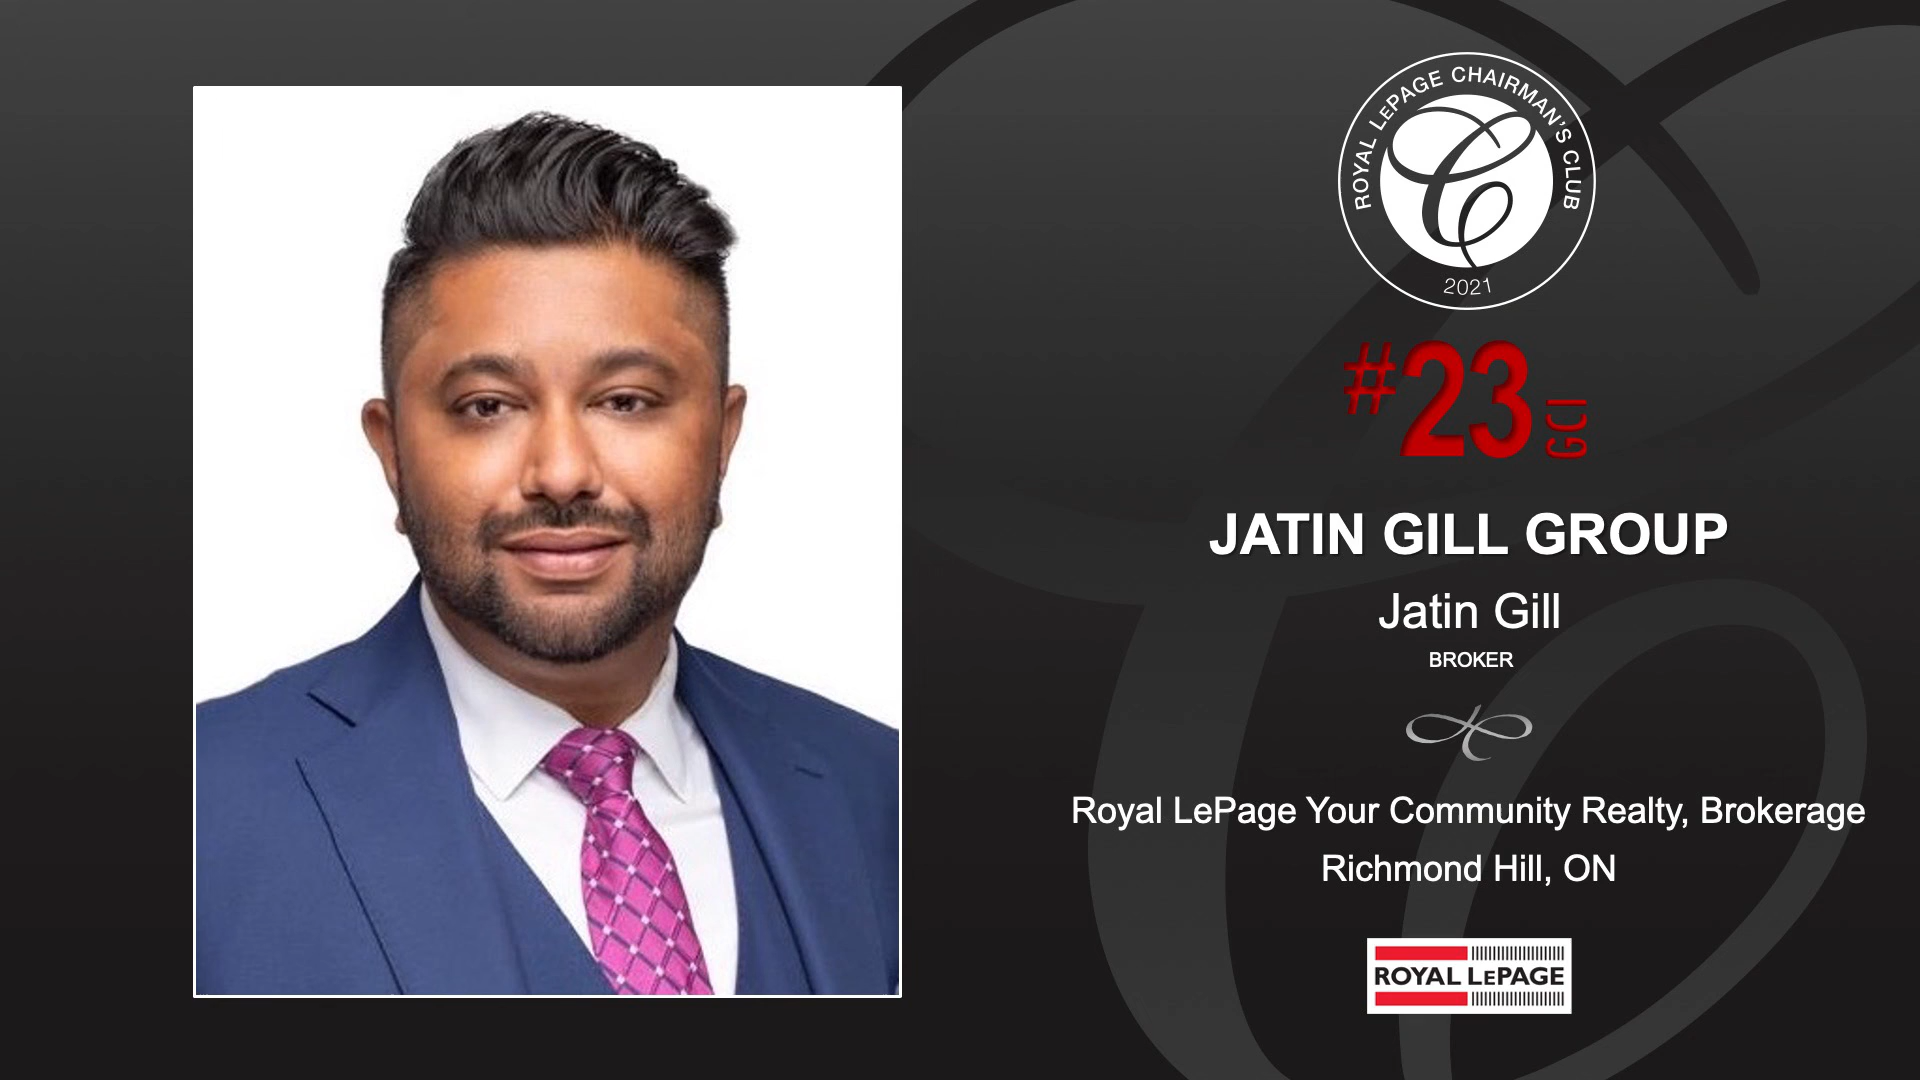 ROYAL LEPAGE CHAIRMAN'S CLUB
2021
#23 GCI
JATIN GILL GROUP
Jatin Gill
BROKER
Royal LePage Your Community Realty, Brokerage
Richmond Hill, ON
ROYAL LEPAGE